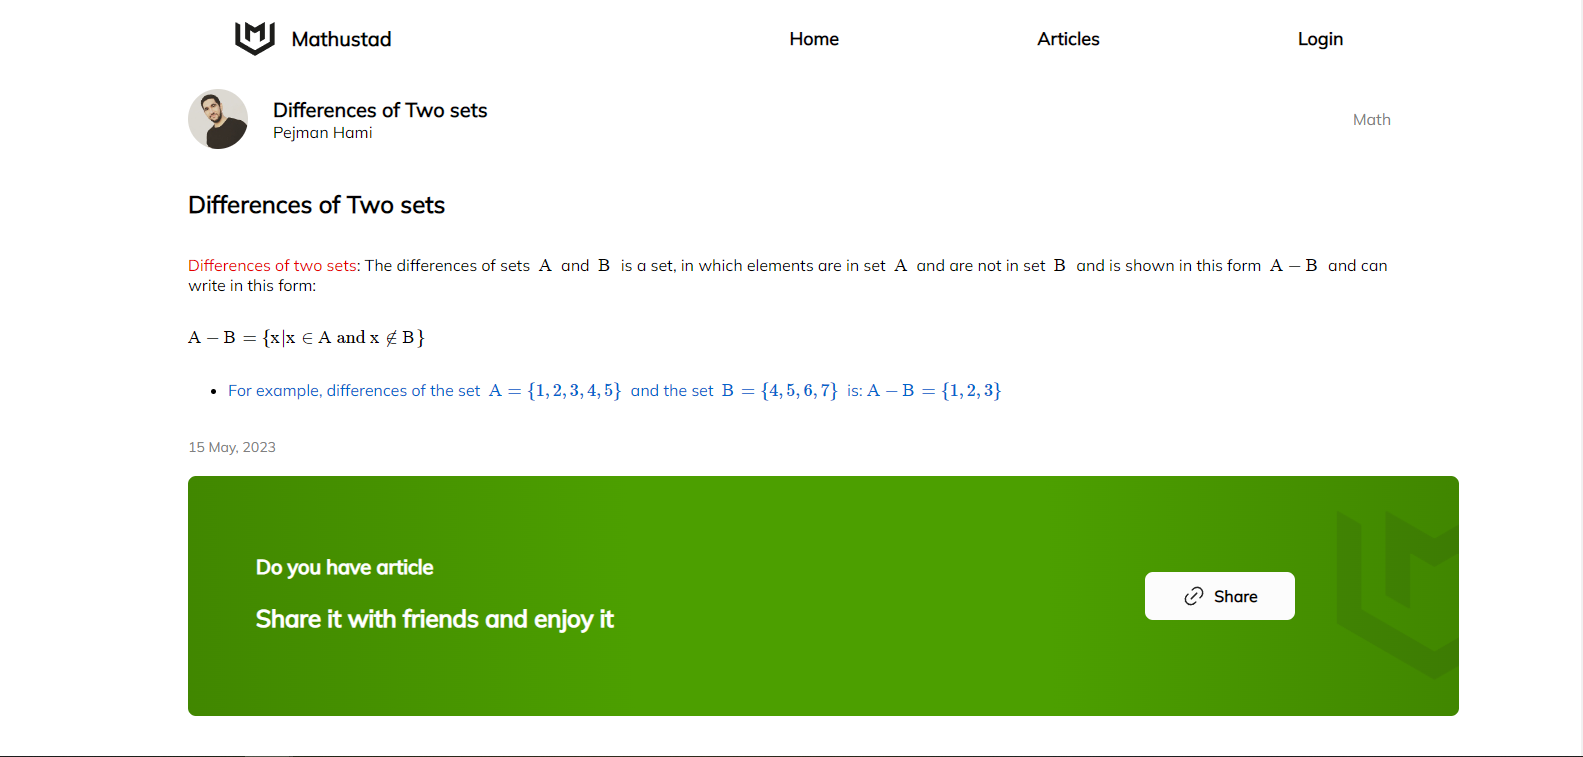 Mathustad
Home
Articles
Login
Differences of Two sets
Pejman Hami
Math
Differences of Two sets
Differences of two sets: The differences of sets A and B is a set, in which elements are in set A and are not in set B and is shown in this form A − B and can
write in this form:
A − B = {x|x ∈ A and x ∉ B}
• For example, differences of the set A = {1, 2, 3, 4, 5} and the set B = {4, 5, 6, 7} is: A − B = {1, 2, 3}
15 May, 2023
Do you have article
Share it with friends and enjoy it
Share